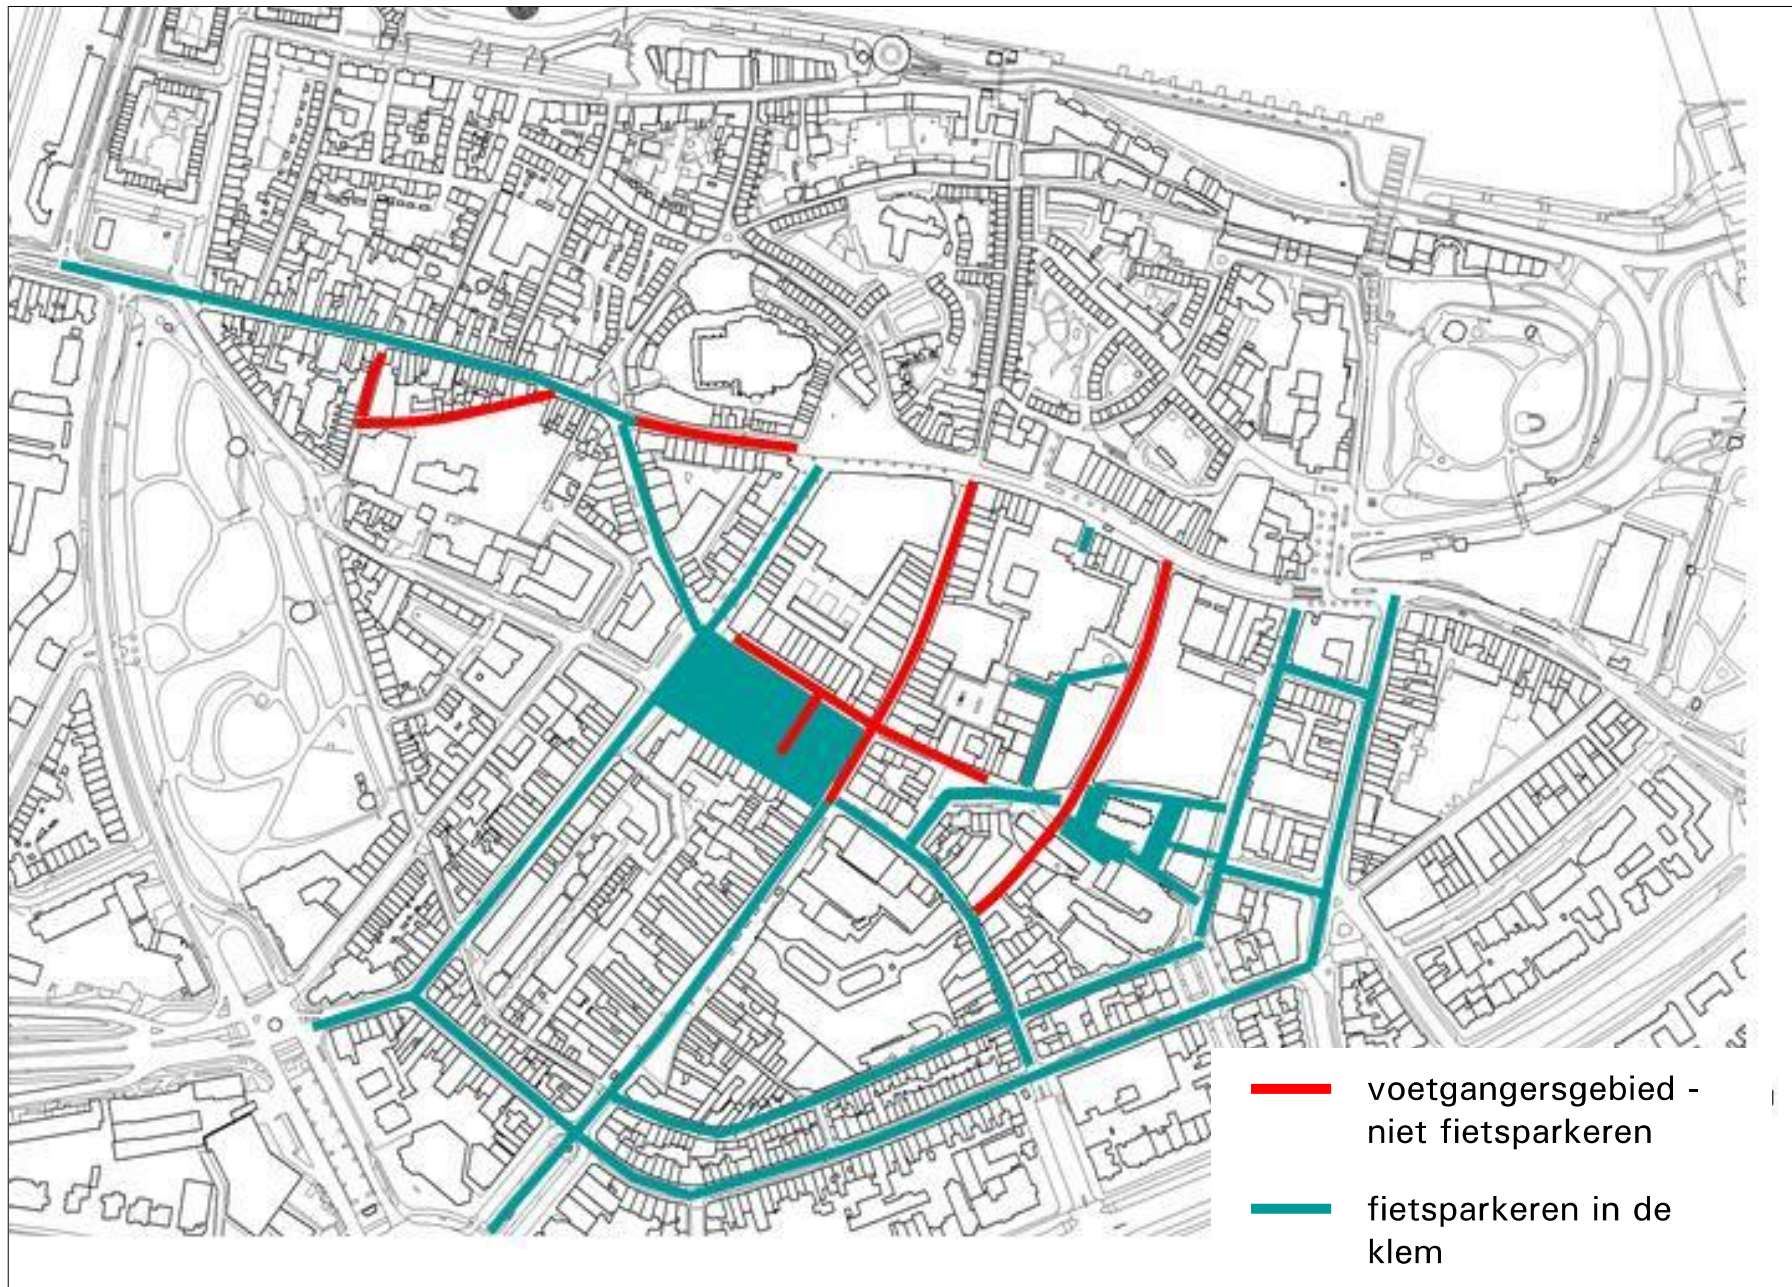 voetgangersgebied -
niet fietsparkeren
fietsparkeren in de
klem